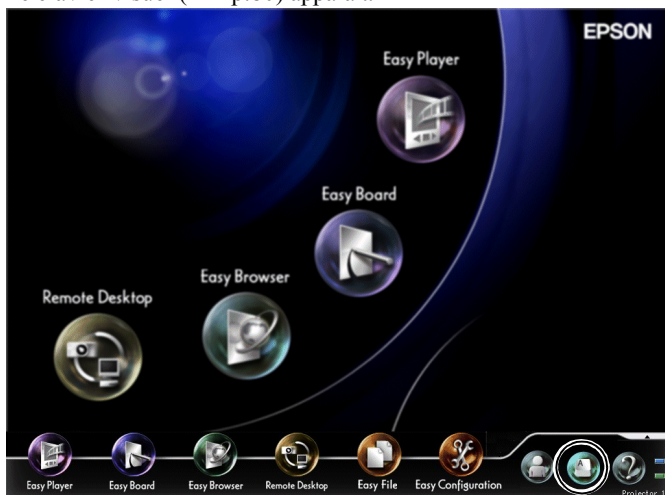 EPSON
Easy Player
Easy Board
Easy Browser
Remote Desktop
Easy Player
Easy Board
Easy Browser
Remote Desktop
Easy File
Easy Configuration
A
?